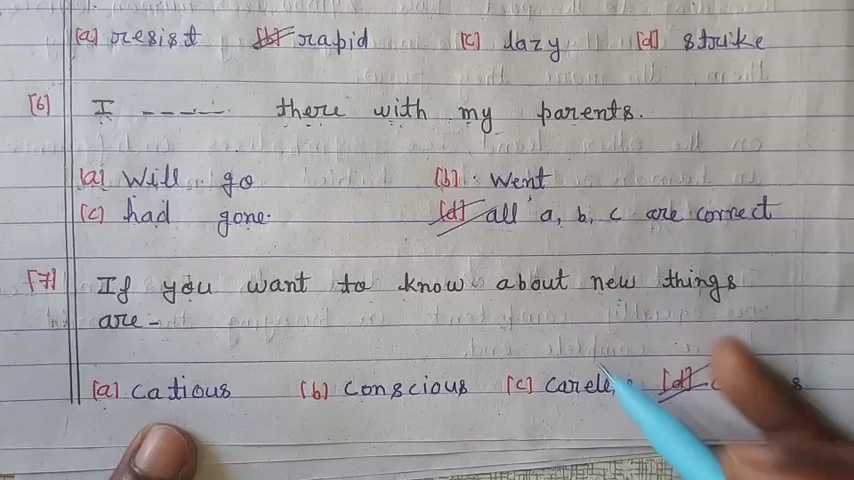 [a] resist [b] rapid [c] lazy [d] strike
[6] I ----- there with my parents.
[a] Will go [b] Went
[c] had gone. [d] all a, b, c are correct
[7] If you want to know about new things
are-
[a] catious [b] conscious [c] [d]